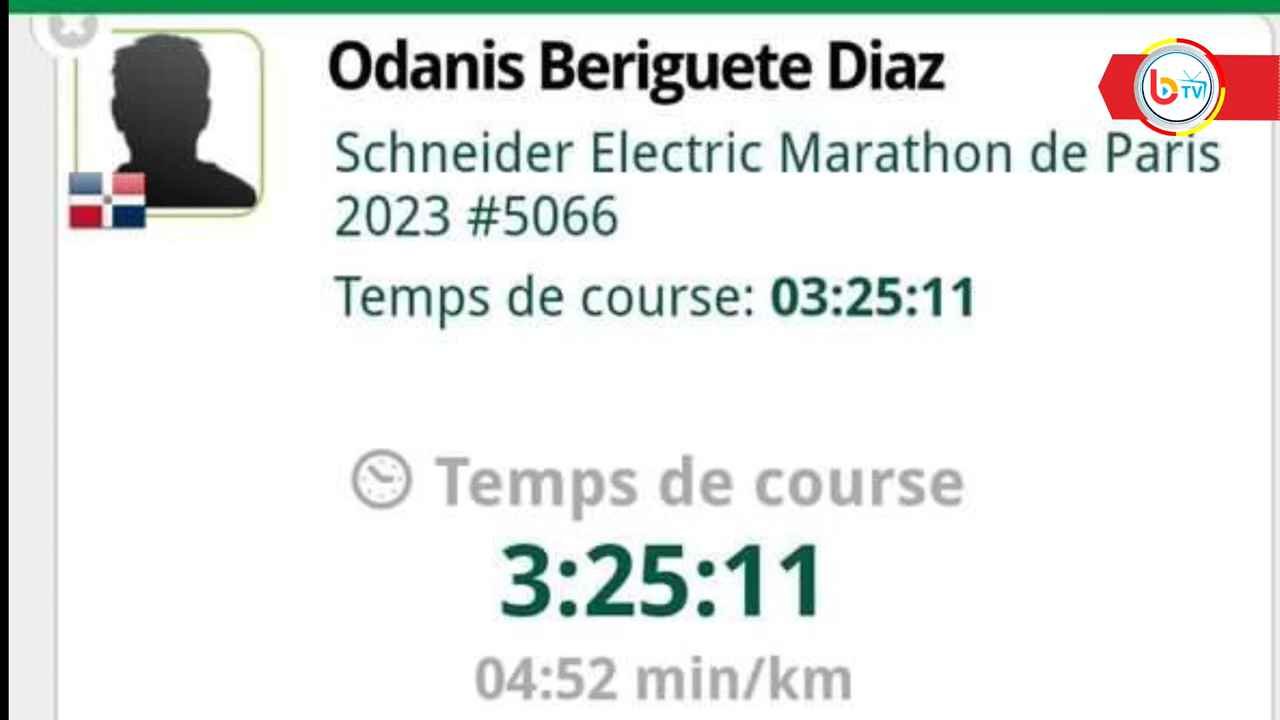 Odanis Beriguete Diaz
b TV
Schneider Electric Marathon de Paris
2023 #5066
Temps de course: 03:25:11
Temps de course
3:25:11
04:52 min/km